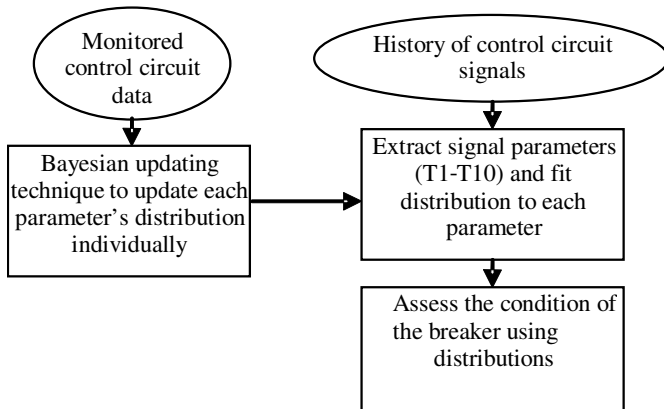 Monitored
control circuit
data
History of control circuit
signals
Bayesian updating
technique to update each
parameter's distribution
individually
Extract signal parameters
(T1-T10) and fit
distribution to each
parameter
Assess the condition of
the breaker using
distributions